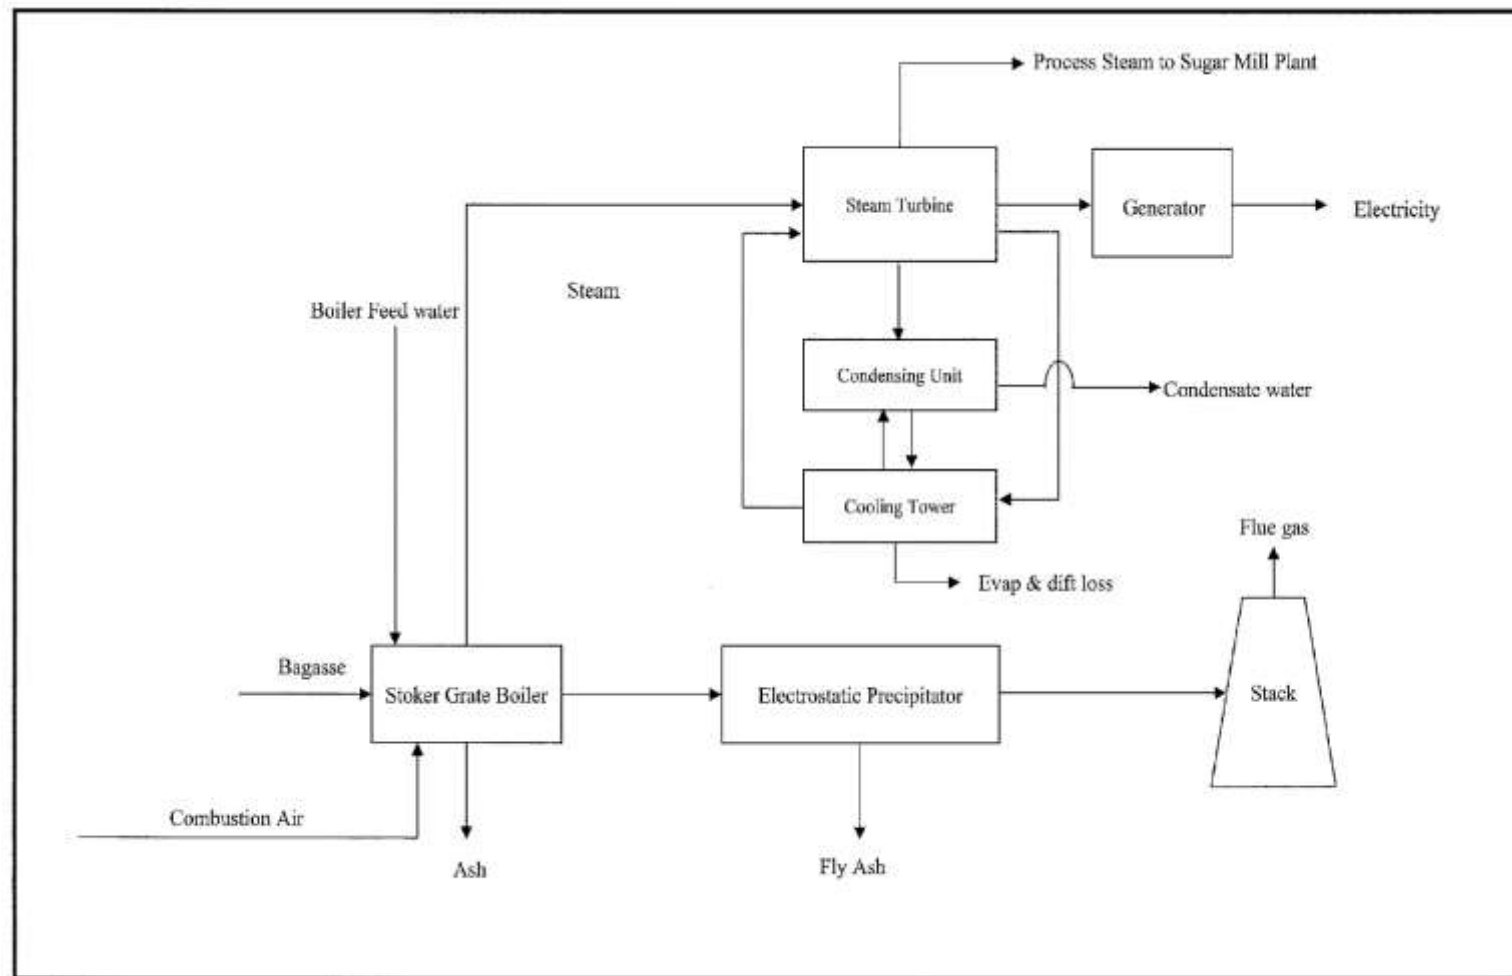 Process Steam to Sugar Mill Plant
Steam Turbine
Generator
Electricity
Steam
Boiler Feed water
Condensing Unit
Condensate water
Cooling Tower
Flue gas
Evap & dift loss
Bagasse
Stoker Grate Boiler
Electrostatic Precipitator
Stack
Combustion Air
Ash
Fly Ash